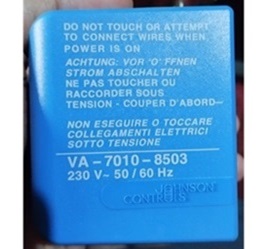 DO NOT TOUCH OR ATTEMPT
TO CONNECT WIRES WHEN
POWER IS ON
ACHTUNG: VOR 'O' FFNEN
STROM ABSCHALTEN
NE PAS TOUCHER OU
RACCORDER SOUS
TENSION - COUPER D'ABORD—
NON ESEGUIRE O TOCCARE
COLLEGAMENTI ELETTRICI
SOTTO TENSIONE
VA - 7010 - 8503
230 V~ 50 / 60 Hz
JOHNSON
CONTROLS